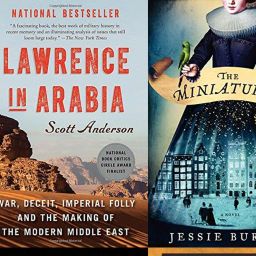 NATIONAL BESTSELLER
"A fascinating book, the best work of military history in
recent memory and an illuminating analysis of issues that still
loom large today." —The New York Times
LAWRENCE
IN ARABIA
Scott Anderson
NATIONAL
BOOK CRITICS
CIRCLE AWARD
FINALIST
WAR, DECEIT, IMPERIAL FOLLY
AND THE MAKING OF
THE MODERN MIDDLE EAST
THE
MINIATU
A NOVEL
JESSIE BUR